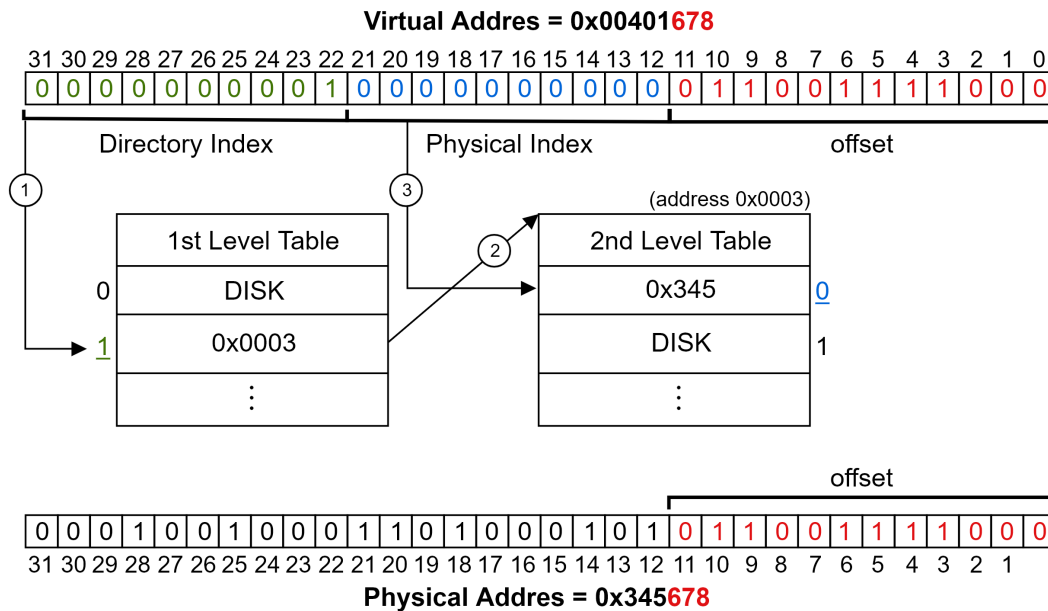 Virtual Addres = 0x00401678
31 30 29 28 27 26 25 24 23 22 21 20 19 18 17 16 15 14 13 12 11 10 9 8 7 6 5 4 3 2 1 0
0 0 0 0 0 0 0 0 0 1 0 0 0 0 0 0 0 0 0 0 0 1 1 0 0 1 1 1 1 0 0 0
Directory Index Physical Index offset
1 3
(address 0x0003)
1st Level Table 2 2nd Level Table
0 DISK 0x345 0
1 0x0003 DISK 1
⋮ ⋮
offset
0 0 0 1 0 0 1 0 0 0 1 1 0 1 0 0 0 1 0 1 0 1 1 0 0 1 1 1 1 0 0 0
31 30 29 28 27 26 25 24 23 22 21 20 19 18 17 16 15 14 13 12 11 10 9 8 7 6 5 4 3 2 1
Physical Addres = 0x345678